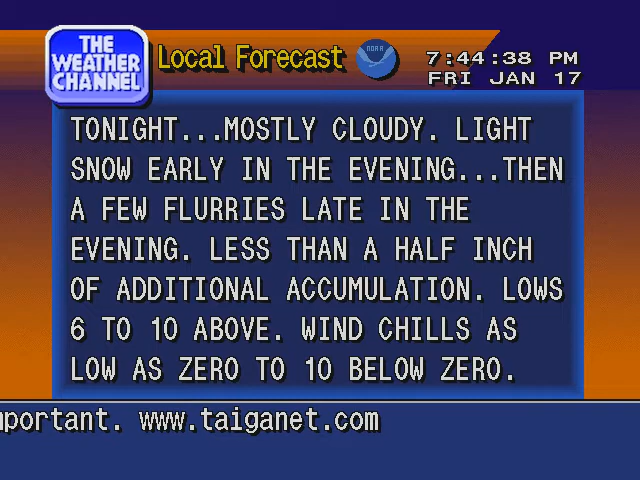 THE
WEATHER
CHANNEL
Local Forecast
NOAA
7:44:38 PM
FRI JAN 17
TONIGHT...MOSTLY CLOUDY. LIGHT
SNOW EARLY IN THE EVENING...THEN
A FEW FLURRIES LATE IN THE
EVENING. LESS THAN A HALF INCH
OF ADDITIONAL ACCUMULATION. LOWS
6 TO 10 ABOVE. WIND CHILLS AS
LOW AS ZERO TO 10 BELOW ZERO.
mportant. www.taiganet.com